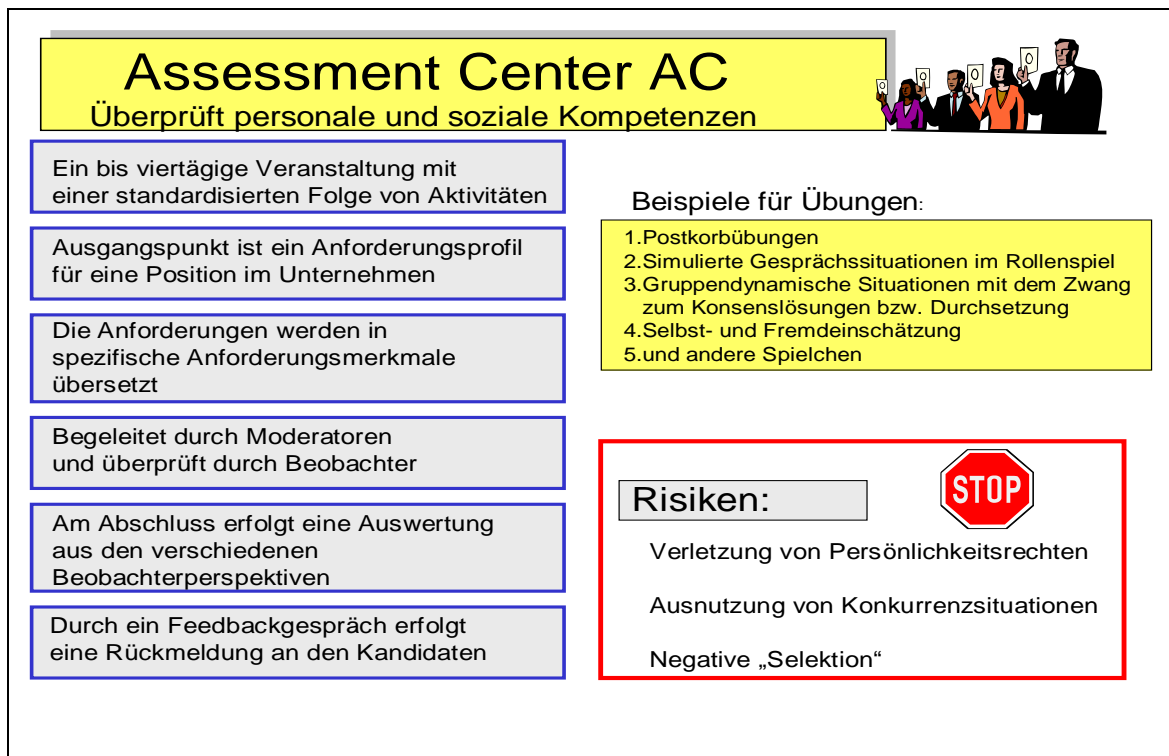 Assessment Center AC
Überprüft personale und soziale Kompetenzen
Ein bis viertägige Veranstaltung mit
einer standardisierten Folge von Aktivitäten
Ausgangspunkt ist ein Anforderungsprofil
für eine Position im Unternehmen
Die Anforderungen werden in
spezifische Anforderungsmerkmale
übersetzt
Begeleitet durch Moderatoren
und überprüft durch Beobachter
Am Abschluss erfolgt eine Auswertung
aus den verschiedenen
Beobachterperspektiven
Durch ein Feedbackgespräch erfolgt
eine Rückmeldung an den Kandidaten
Beispiele für Übungen:
1.Postkorbübungen
2.Simulierte Gesprächssituationen im Rollenspiel
3.Gruppendynamische Situationen mit dem Zwang
zum Konsenslösungen bzw. Durchsetzung
4.Selbst- und Fremdeinschätzung
5.und andere Spielchen
Risiken:
STOP
Verletzung von Persönlichkeitsrechten
Ausnutzung von Konkurrenzsituationen
Negative „Selektion“